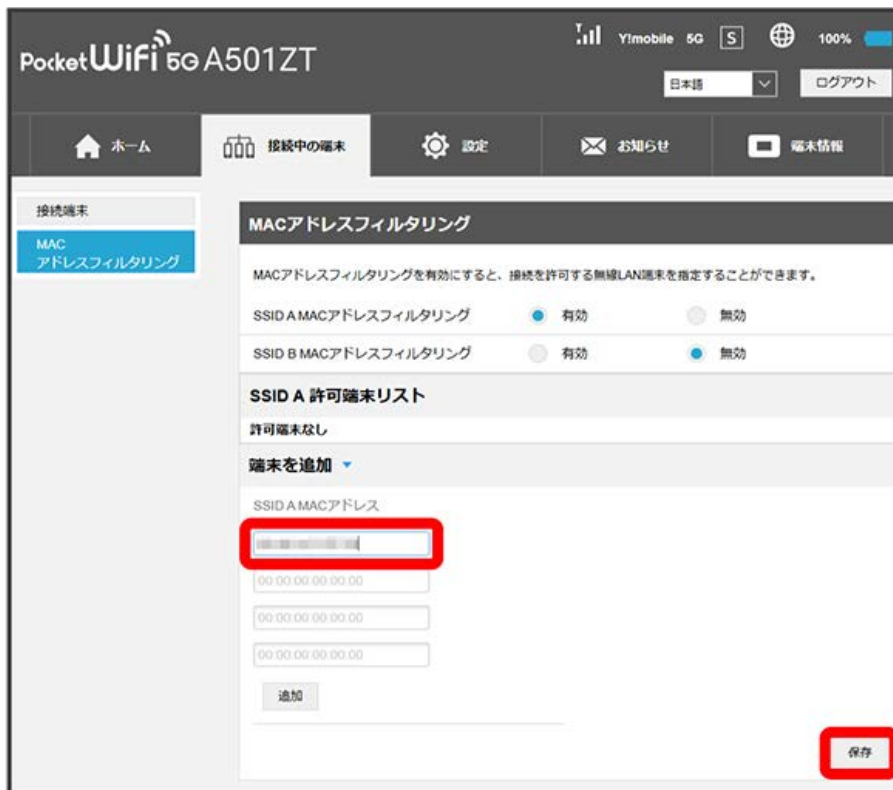 PocketWiFi 5G A501ZT
Y!mobile 5G S 100%
日本語
ログアウト
ホーム
接続中の端末
設定
お知らせ
端末情報
接続端末
MAC
アドレスフィルタリング
MACアドレスフィルタリング
MACアドレスフィルタリングを有効にすると、接続を許可する無線LAN端末を指定することができます。
SSID A MACアドレスフィルタリング 有効 無効
SSID B MACアドレスフィルタリング 有効 無効
SSID A 許可端末リスト
許可端末なし
端末を追加
SSID A MACアドレス
00:00:00:00:00:00
00:00:00:00:00:00
00:00:00:00:00:00
追加
保存